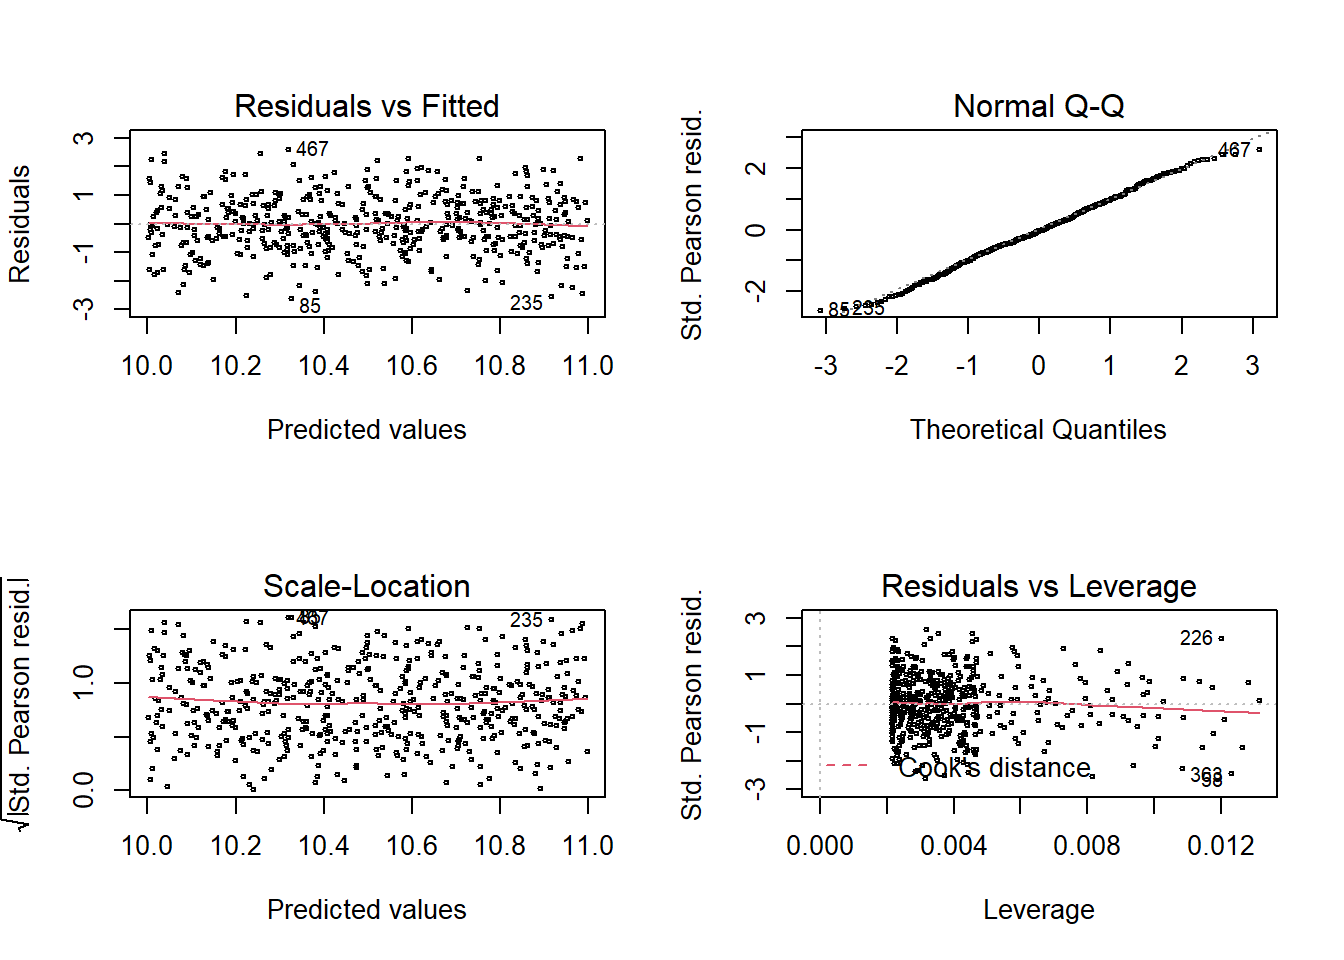 Residuals vs Fitted
Residuals
3
1
-1
-3
467
85
235
10.0 10.2 10.4 10.6 10.8 11.0
Predicted values
Normal Q-Q
Std. Pearson resid.
2
0
-2
467
85
235
-3 -2 -1 0 1 2 3
Theoretical Quantiles
Scale-Location
√|Std. Pearson resid.|
1.0
0.0
467
235
10.0 10.2 10.4 10.6 10.8 11.0
Predicted values
Residuals vs Leverage
Std. Pearson resid.
3
1
-1
-3
226
363
Cook's distance
0.000 0.004 0.008 0.012
Leverage